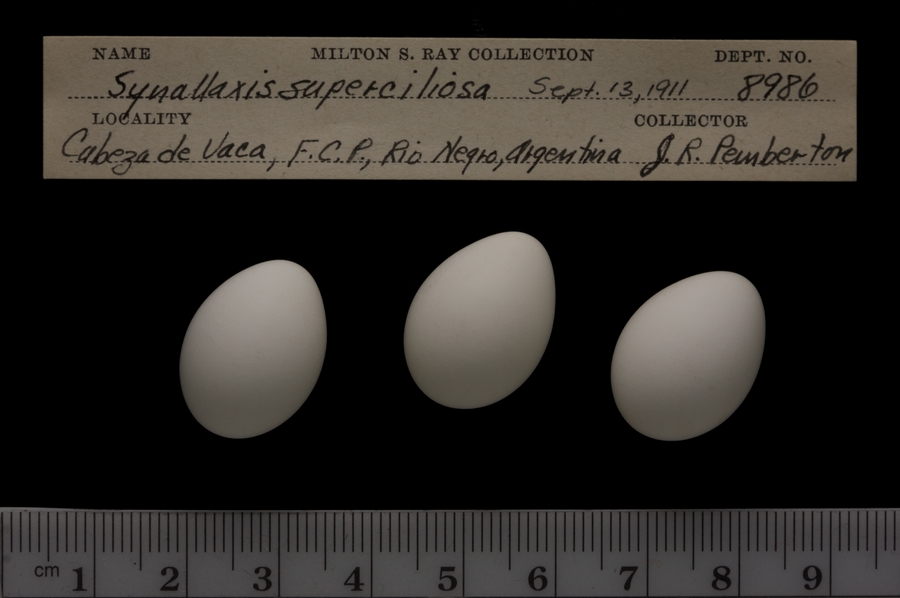 NAME MILTON S. RAY COLLECTION DEPT. NO.
Synallaxis superciliosa Sept. 13, 1911 8986
LOCALITY COLLECTOR
Cabeza de Vaca, F.C.P., Rio Negro, Argentina J. R. Pemberton
cm 1 2 3 4 5 6 7 8 9